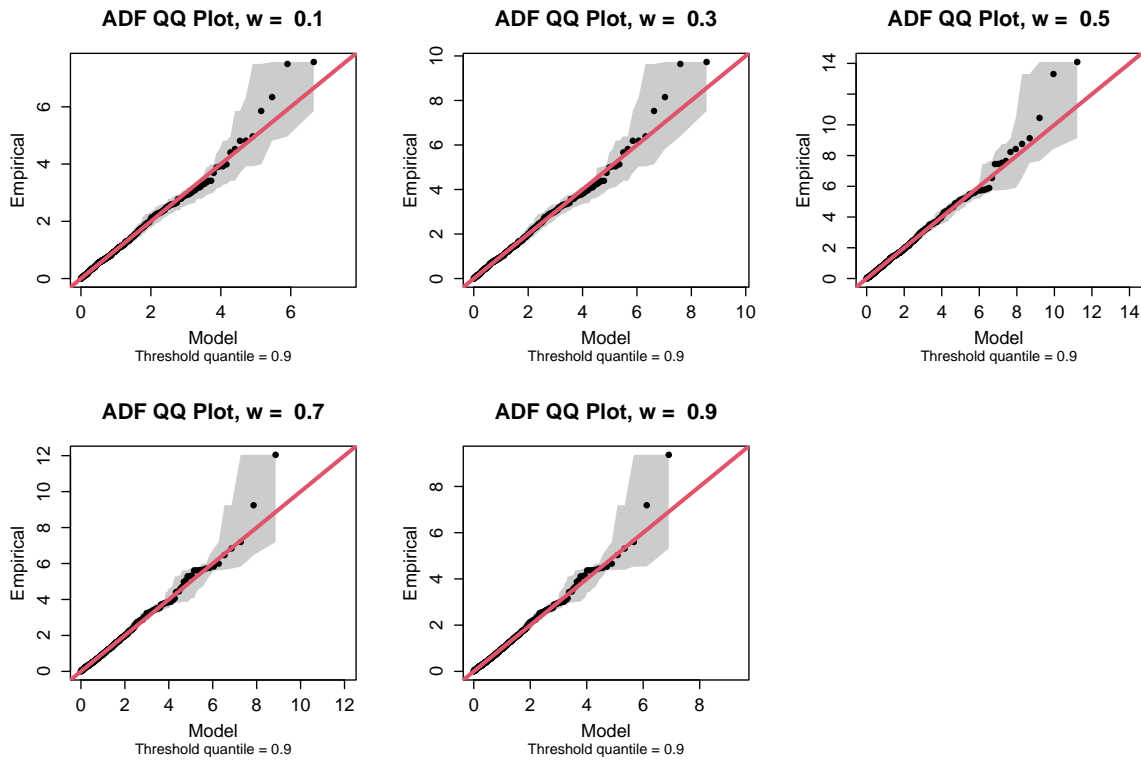 ADF QQ Plot, w =  0.1
ADF QQ Plot, w =  0.3
ADF QQ Plot, w =  0.5
Empirical
0 2 4 6
0 2 4 6
Model
Threshold quantile = 0.9
Empirical
0 2 4 6 8 10
0 2 4 6 8 10
Model
Threshold quantile = 0.9
Empirical
0 2 4 6 8 10 14
0 2 4 6 8 10 12 14
Model
Threshold quantile = 0.9
ADF QQ Plot, w =  0.7
ADF QQ Plot, w =  0.9
Empirical
0 2 4 6 8 10 12
0 2 4 6 8 10 12
Model
Threshold quantile = 0.9
Empirical
0 2 4 6 8
0 2 4 6 8
Model
Threshold quantile = 0.9